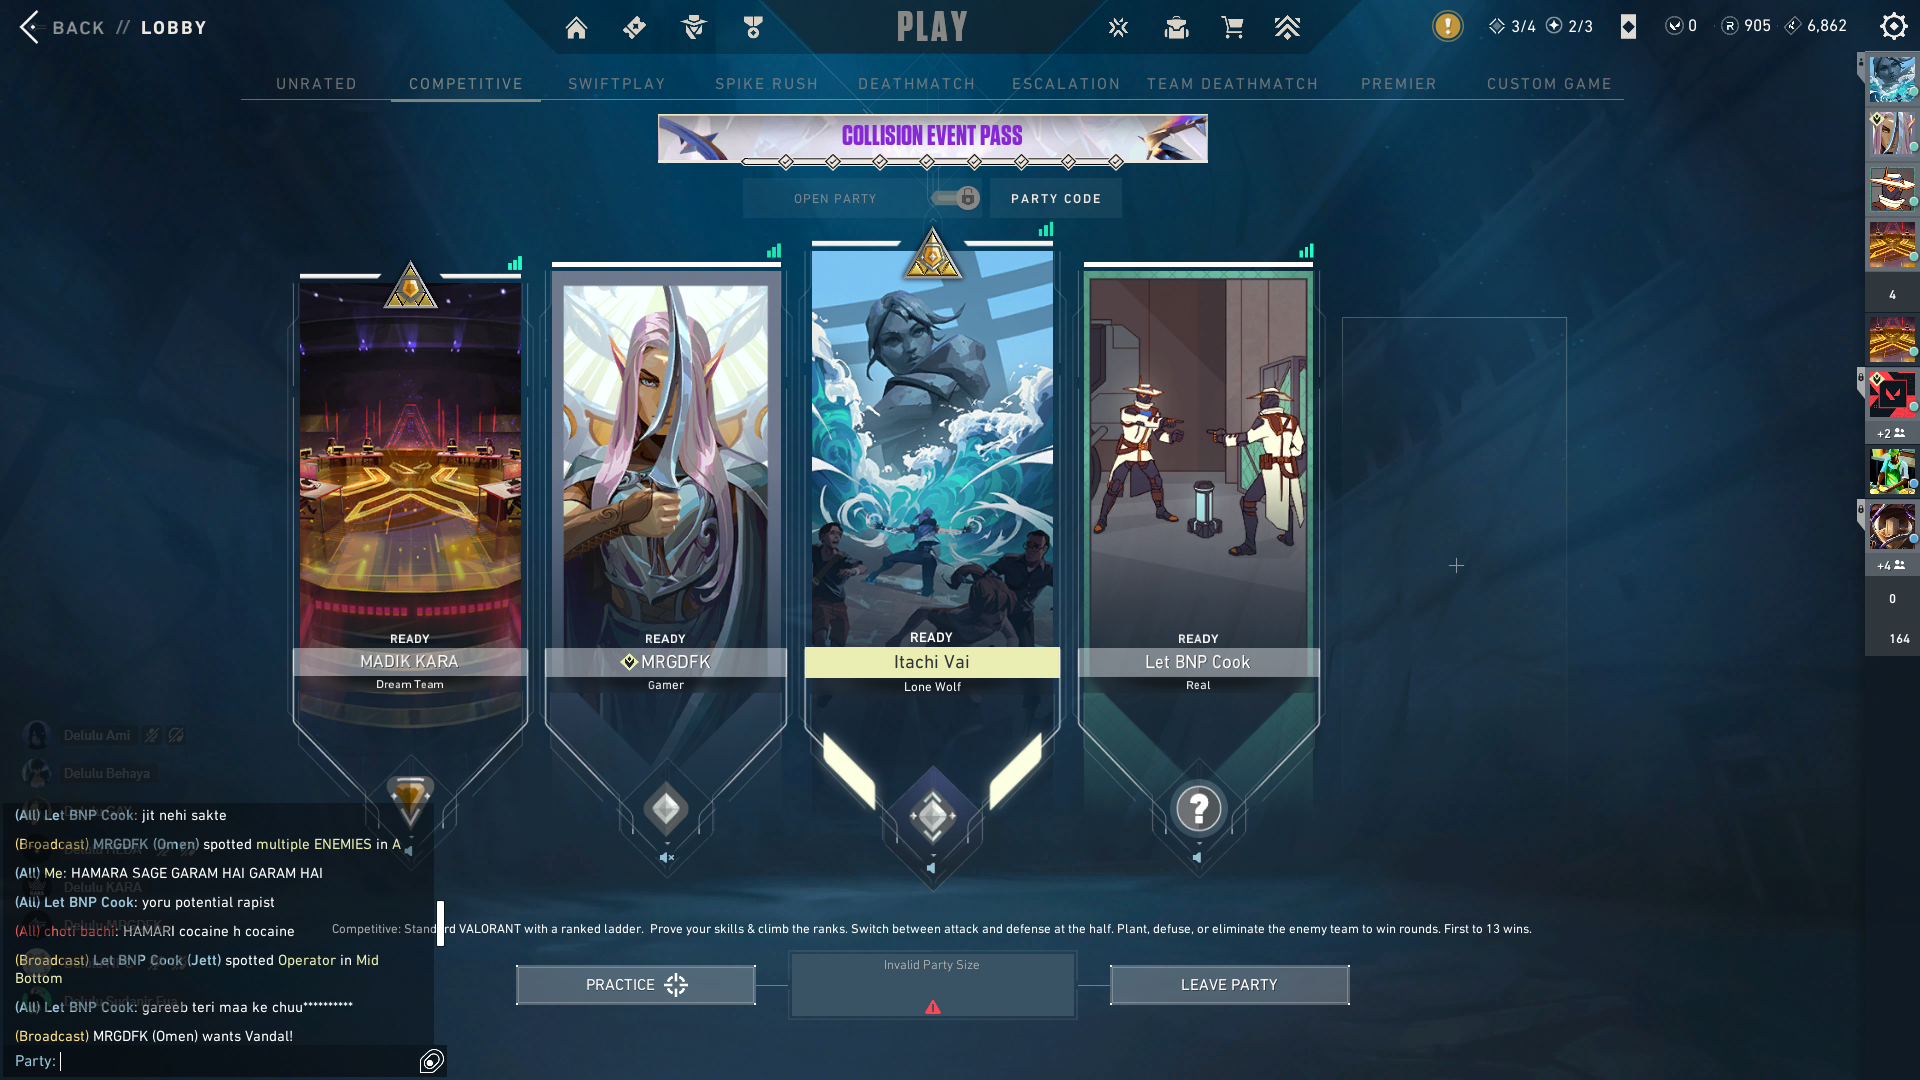 BACK // LOBBY
PLAY
3/4 2/3 0 905 6,862
UNRATED COMPETITIVE SWIFTPLAY SPIKE RUSH DEATHMATCH ESCALATION TEAM DEATHMATCH PREMIER CUSTOM GAME
COLLISION EVENT PASS
OPEN PARTY PARTY CODE
READY
MADIK KARA
Dream Team
READY
MRGDFK
Gamer
READY
Itachi Vai
Lone Wolf
READY
Let BNP Cook
Real
4
+2
+4
0
164
Delulu Ami
Delulu Behaya
Delulu KARA
Delulu MRGDFK
(All) Let BNP Cook: jit nehi sakte
(Broadcast) MRGDFK (Omen) spotted multiple ENEMIES in A
(All) Me: HAMARA SAGE GARAM HAI GARAM HAI
(All) Let BNP Cook: yoru potential rapist
(All) choti bachi: HAMARI cocaine h cocaine
(Broadcast) Let BNP Cook (Jett) spotted Operator in Mid
Bottom
(All) Let BNP Cook: gareeb teri maa ke chuu**********
(Broadcast) MRGDFK (Omen) wants Vandal!
Party:
Competitive: Standard VALORANT with a ranked ladder. Prove your skills & climb the ranks. Switch between attack and defense at the half. Plant, defuse, or eliminate the enemy team to win rounds. First to 13 wins.
PRACTICE
Invalid Party Size
LEAVE PARTY